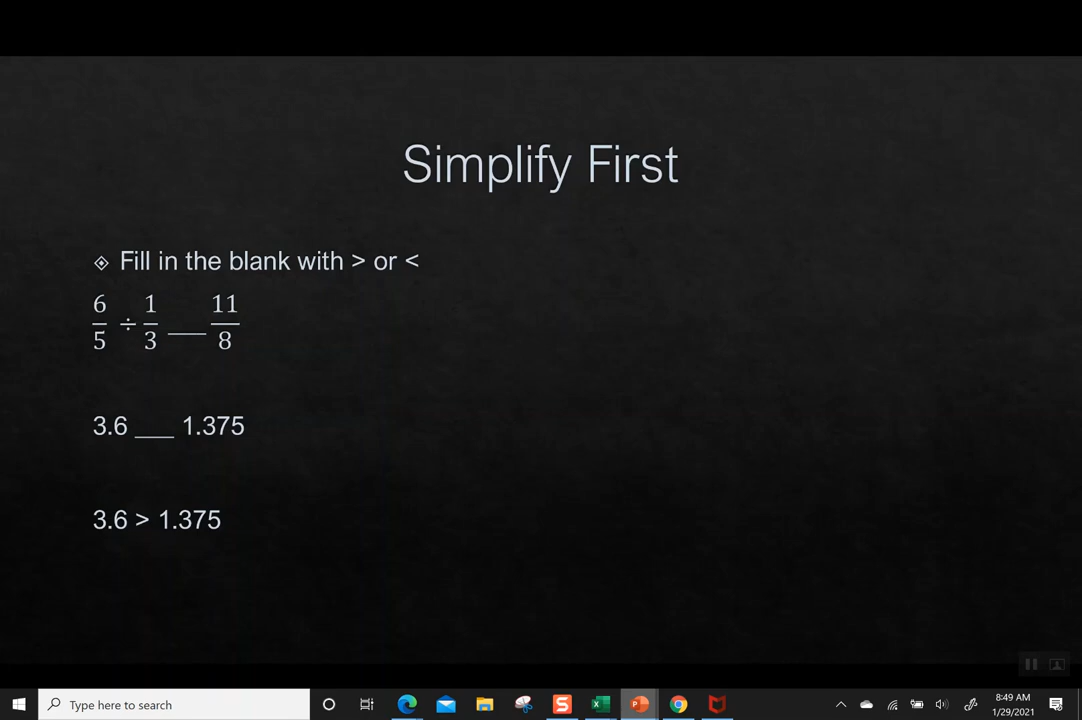 Simplify First
Fill in the blank with > or <
6/5 ÷ 1/3 ___ 11/8
3.6 ___ 1.375
3.6 > 1.375
Type here to search
8:49 AM
1/29/2021